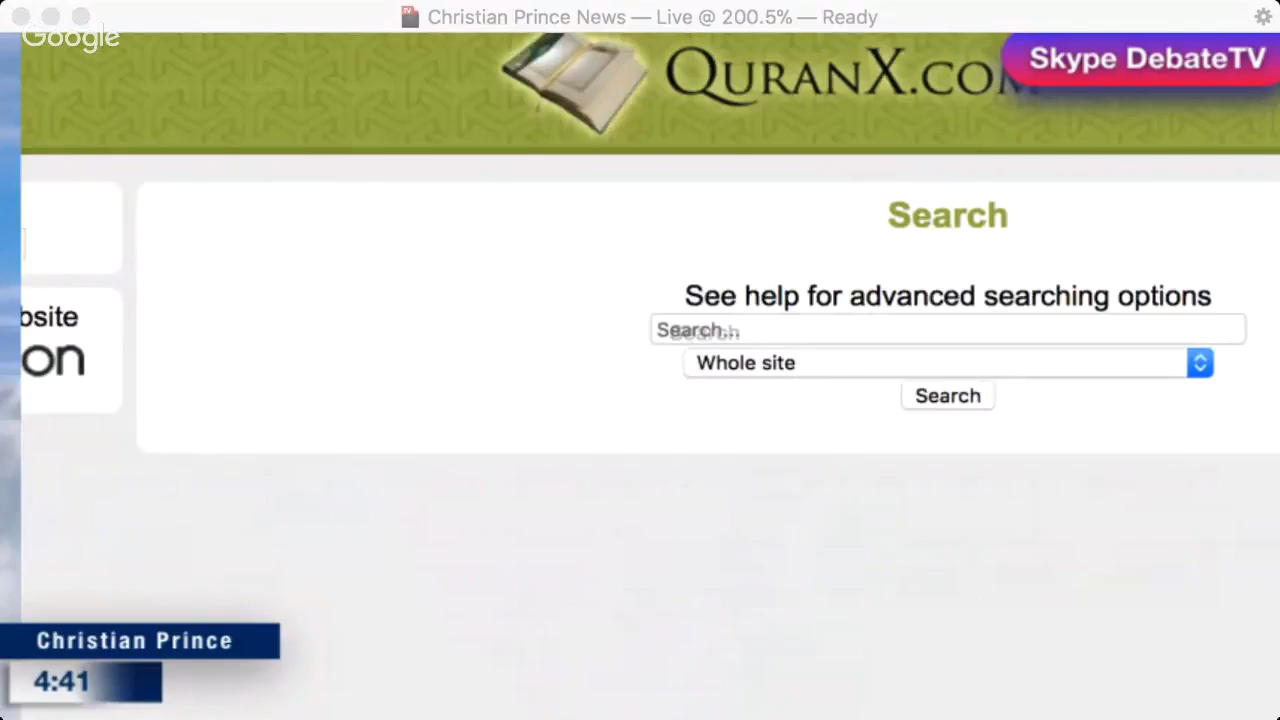 Christian Prince News — Live @ 200.5% — Ready
Google
QURANX.COM
Skype DebateTV
Search
See help for advanced searching options
Search...
Search
Whole site
Search
bsite
on
Christian Prince
4:41